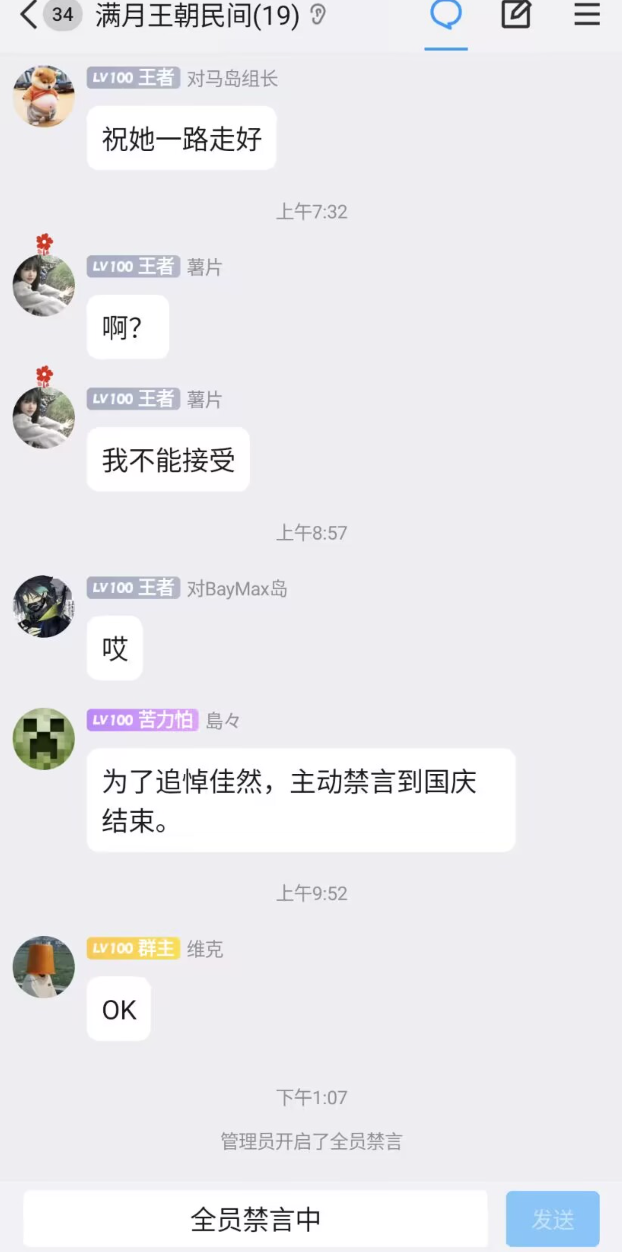 34 满月王朝民间(19)
LV100 王者 对马岛组长
祝她一路走好
上午7:32
LV100 王者 薯片
啊?
LV100 王者 薯片
我不能接受
上午8:57
LV100 王者 对BayMax岛
哎
LV100 苦力怕 島々
为了追悼佳然，主动禁言到国庆
结束。
上午9:52
LV100 群主 维克
OK
下午1:07
管理员开启了全员禁言
全员禁言中 发送